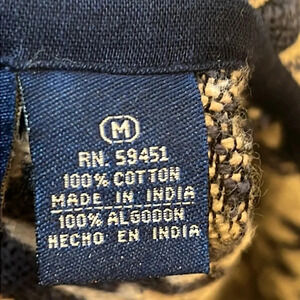 M
RN. 59451
100% COTTON
MADE IN INDIA
100% ALGODON
HECHO EN INDIA